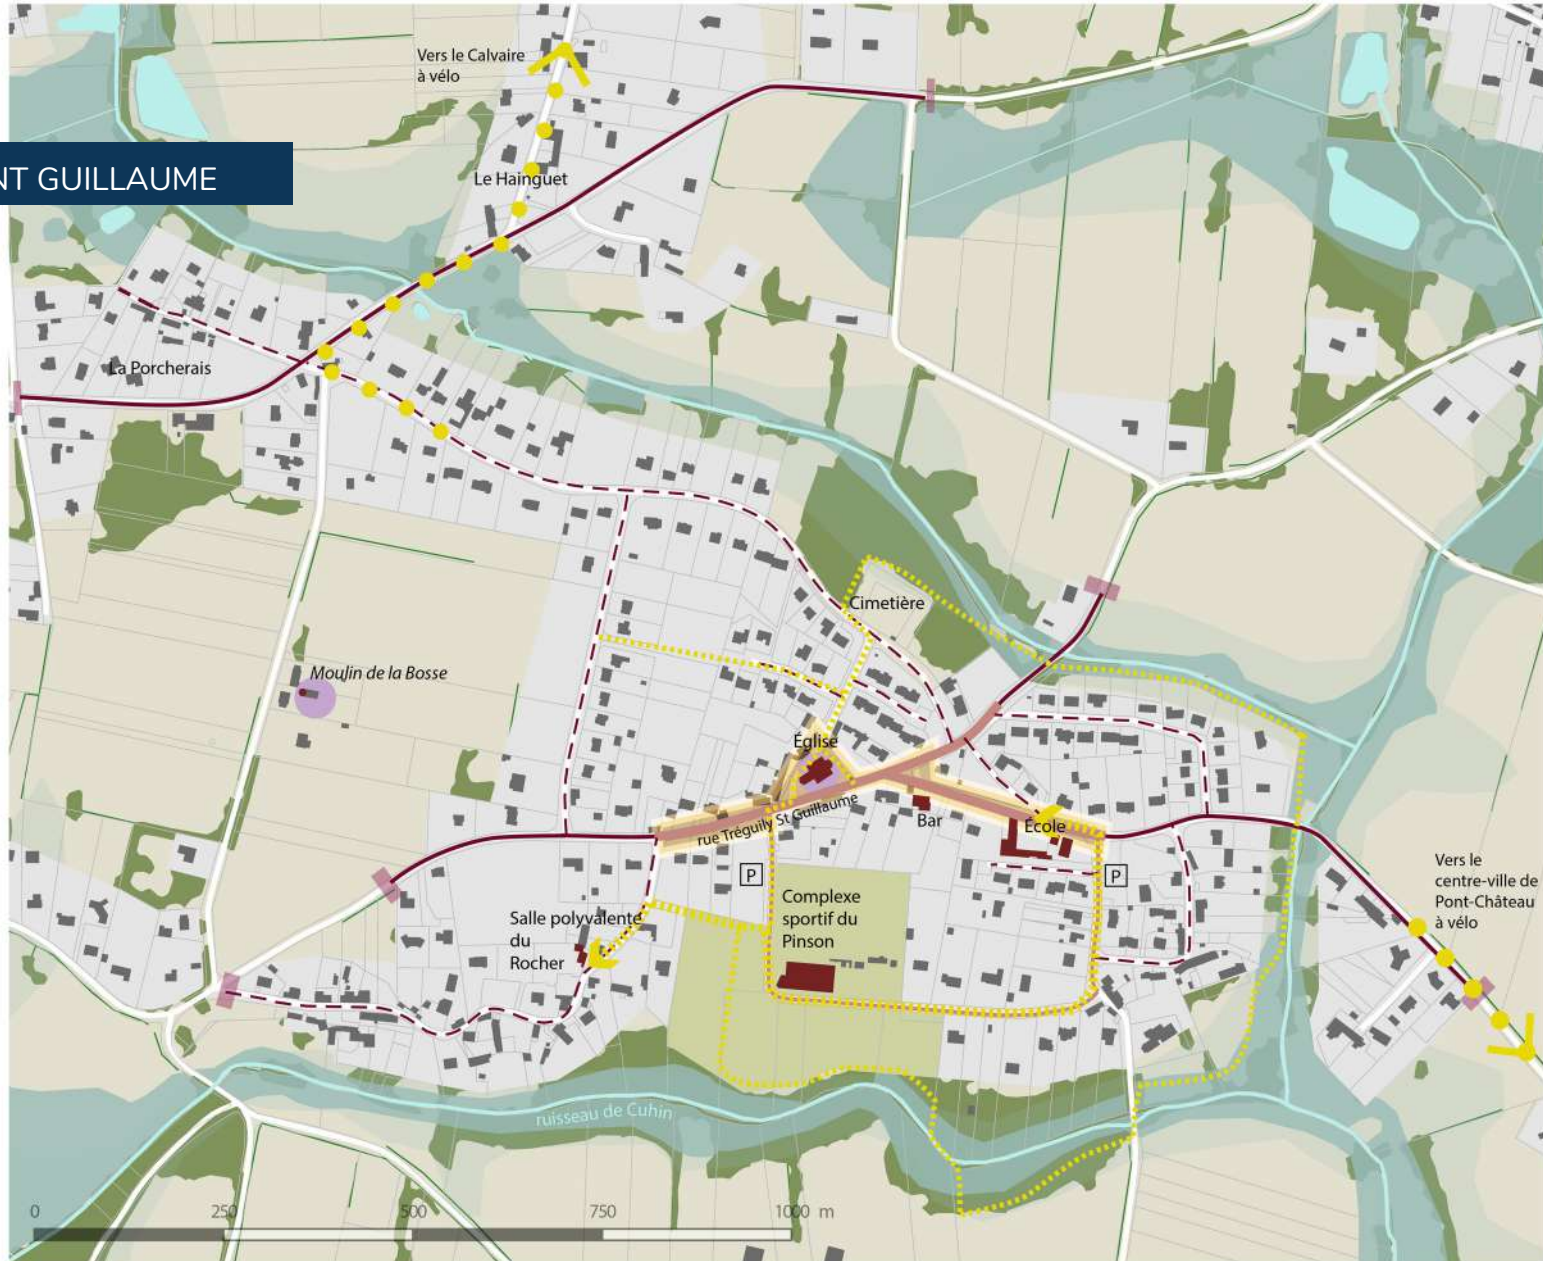 Vers le Calvaire
à vélo
NT GUILLAUME
Le Hainguet
La Porcherais
Cimetière
Moulin de la Bosse
Église
rue Tréguily St Guillaume
Bar
École
P
P
Complexe
sportif du
Pinson
Salle polyvalente
du
Rocher
Vers le
centre-ville de
Pont-Château
à vélo
ruisseau de Cuhin
0 250 500 750 1000 m